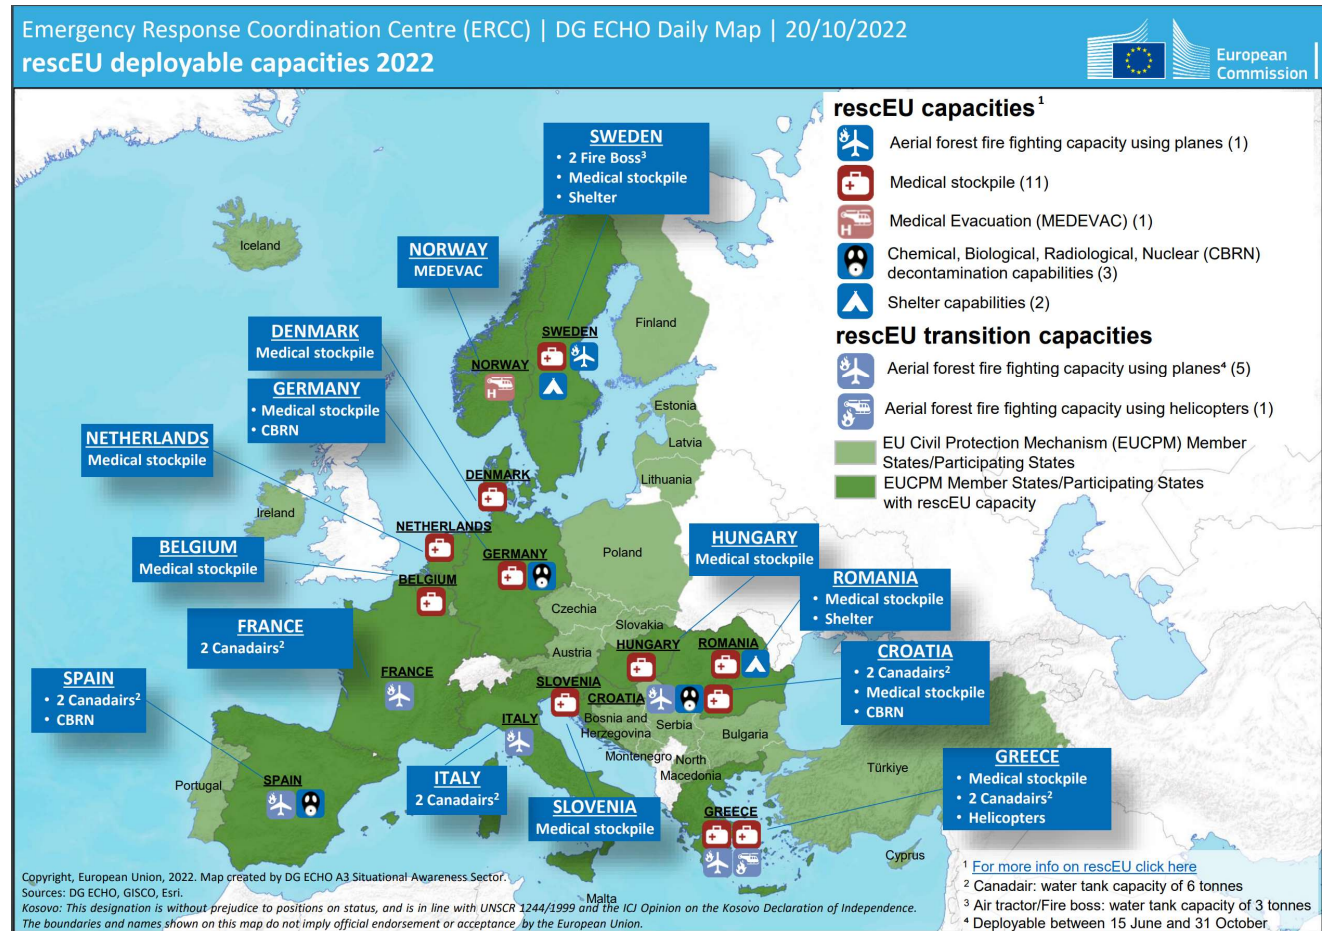 Emergency Response Coordination Centre (ERCC) | DG ECHO Daily Map | 20/10/2022
rescEU deployable capacities 2022
European
Commission
rescEU capacities¹
Aerial forest fire fighting capacity using planes (1)
Medical stockpile (11)
Medical Evacuation (MEDEVAC) (1)
Chemical, Biological, Radiological, Nuclear (CBRN)
decontamination capabilities (3)
Shelter capabilities (2)
rescEU transition capacities
Aerial forest fire fighting capacity using planes⁴ (5)
Aerial forest fire fighting capacity using helicopters (1)
EU Civil Protection Mechanism (EUCPM) Member
States/Participating States
EUCPM Member States/Participating States
with rescEU capacity
SWEDEN
• 2 Fire Boss³
• Medical stockpile
• Shelter
NORWAY
MEDEVAC
DENMARK
Medical stockpile
GERMANY
• Medical stockpile
• CBRN
NETHERLANDS
Medical stockpile
BELGIUM
Medical stockpile
FRANCE
2 Canadairs²
SPAIN
• 2 Canadairs²
• CBRN
ITALY
2 Canadairs²
SLOVENIA
Medical stockpile
HUNGARY
Medical stockpile
ROMANIA
• Medical stockpile
• Shelter
CROATIA
• 2 Canadairs²
• Medical stockpile
• CBRN
GREECE
• Medical stockpile
• 2 Canadairs²
• Helicopters
Iceland
Finland
SWEDEN
NORWAY
H
Estonia
Latvia
Lithuania
DENMARK
Ireland
NETHERLANDS
GERMANY
Poland
BELGIUM
Czechia
Slovakia
Austria
HUNGARY
ROMANIA
FRANCE
SLOVENIA
CROATIA
ITALY
Bosnia and
Herzegovina
Serbia
Bulgaria
Montenegro
North
Macedonia
Portugal
SPAIN
Türkiye
GREECE
Cyprus
Malta
H
Copyright, European Union, 2022. Map created by DG ECHO A3 Situational Awareness Sector.
Sources: DG ECHO, GISCO, Esri.
Kosovo: This designation is without prejudice to positions on status, and is in line with UNSCR 1244/1999 and the ICJ Opinion on the Kosovo Declaration of Independence.
The boundaries and names shown on this map do not imply official endorsement or acceptance by the European Union.
¹ For more info on rescEU click here
² Canadair: water tank capacity of 6 tonnes
³ Air tractor/Fire boss: water tank capacity of 3 tonnes
⁴ Deployable between 15 June and 31 October